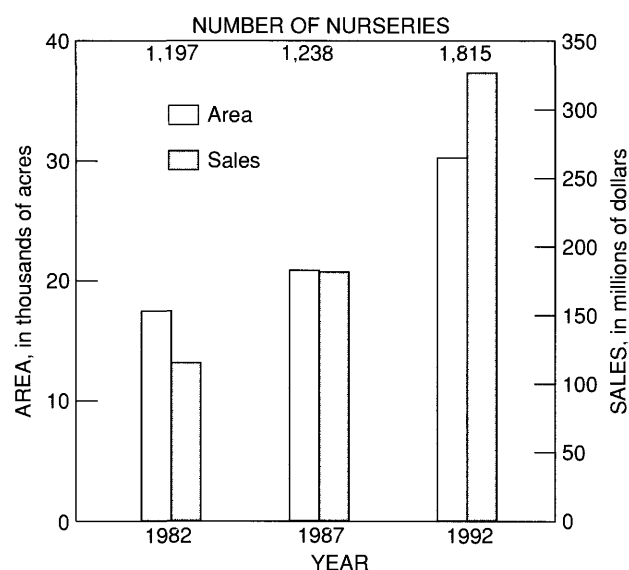 NUMBER OF NURSERIES
1,197 1,238 1,815
40
30
20
10
0
AREA, in thousands of acres
Area
Sales
350
300
250
200
150
100
50
0
SALES, in millions of dollars
1982 1987 1992
YEAR